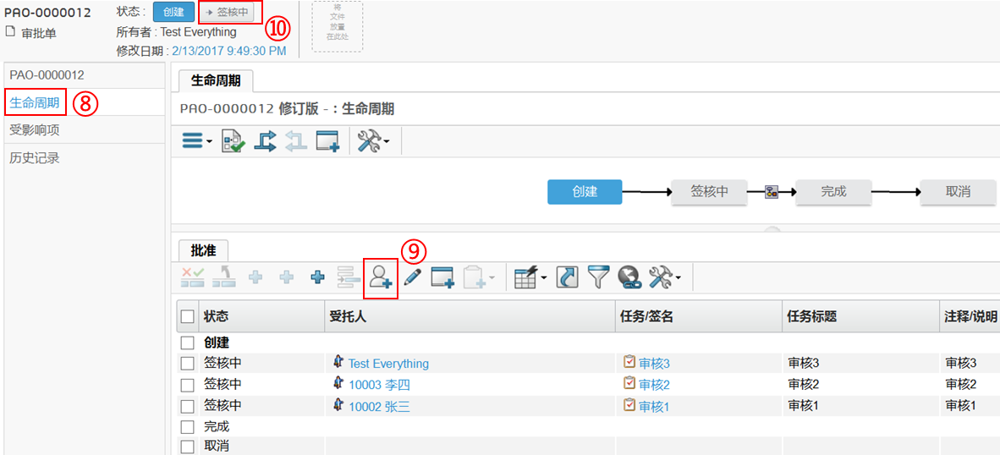 PAO-0000012 状态 : 创建 签核中 ⑩
审批单 所有者 : Test Everything
修改日期 : 2/13/2017 9:49:30 PM
将
文件
放置
在此处
PAO-0000012
生命周期 ⑧
受影响项
历史记录
生命周期
PAO-0000012 修订版 - : 生命周期
创建 签核中 完成 取消
批准 ⑨
状态 受托人 任务/签名 任务标题 注释/说明
创建
签核中 Test Everything 审核3 审核3 审核3
签核中 10003 李四 审核2 审核2 审核2
签核中 10002 张三 审核1 审核1 审核1
完成
取消